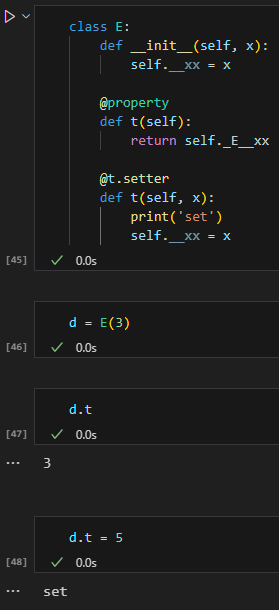 class E:
def __init__(self, x):
self.__xx = x
@property
def t(self):
return self._E__xx
@t.setter
def t(self, x):
print('set')
self.__xx = x
[45]
0.0s
d = E(3)
[46]
0.0s
d.t
[47]
0.0s
... 3
d.t = 5
[48]
0.0s
... set